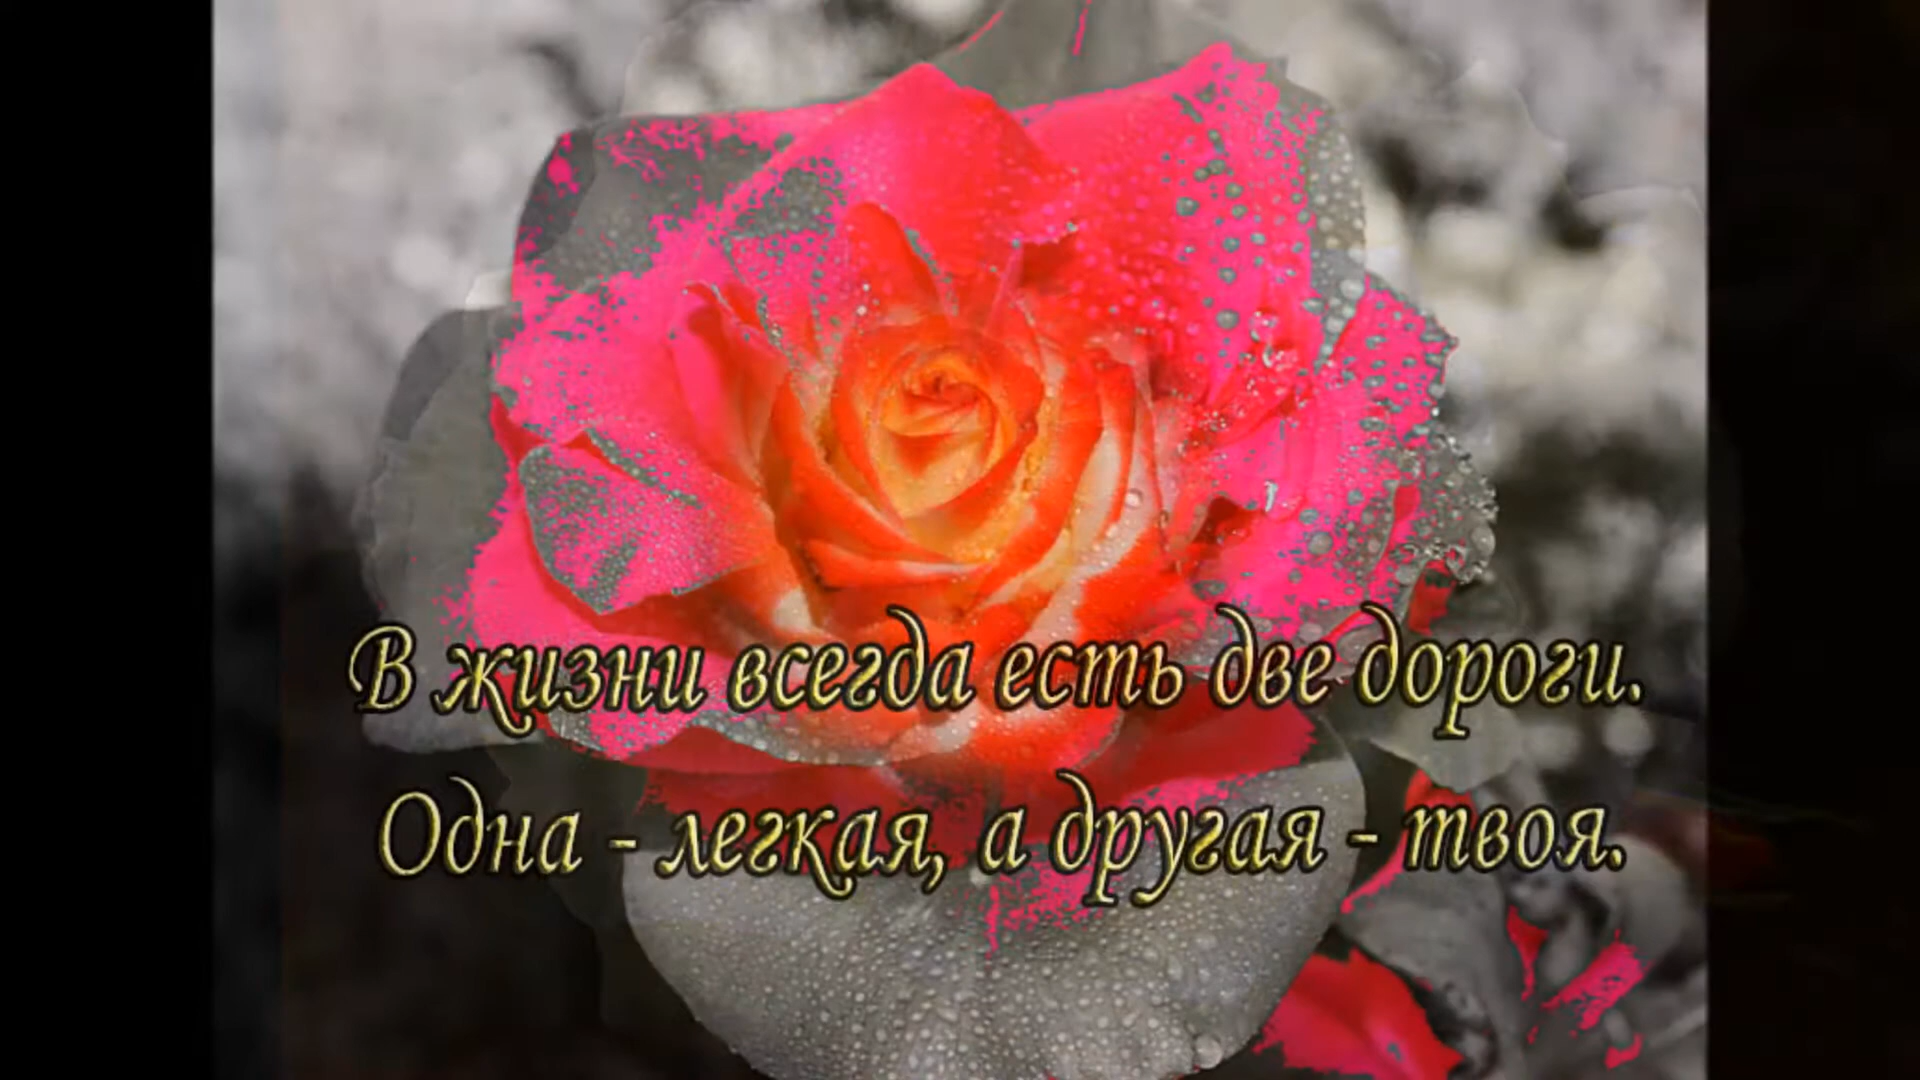 В жизни всегда есть две дороги.
Одна - легкая, а другая - твоя.